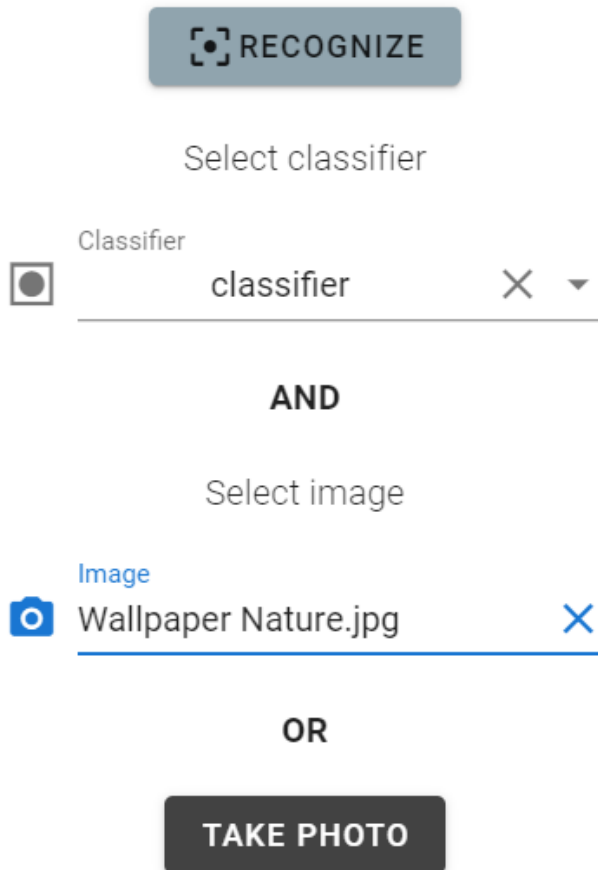 RECOGNIZE
Select classifier
Classifier
classifier
AND
Select image
Image
Wallpaper Nature.jpg
OR
TAKE PHOTO